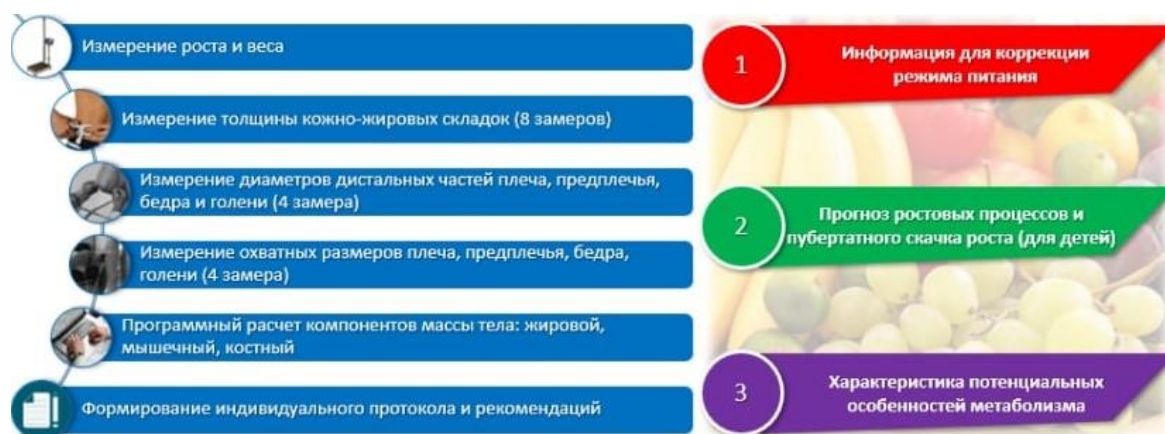 Измерение роста и веса
Измерение толщины кожно-жировых складок (8 замеров)
Измерение диаметров дистальных частей плеча, предплечья,
бедра и голени (4 замера)
Измерение охватных размеров плеча, предплечья, бедра,
голени (4 замера)
Программный расчет компонентов массы тела: жировой,
мышечный, костный
Формирование индивидуального протокола и рекомендаций
1
Информация для коррекции
режима питания
2
Прогноз ростовых процессов и
пубертатного скачка роста (для детей)
3
Характеристика потенциальных
особенностей метаболизма